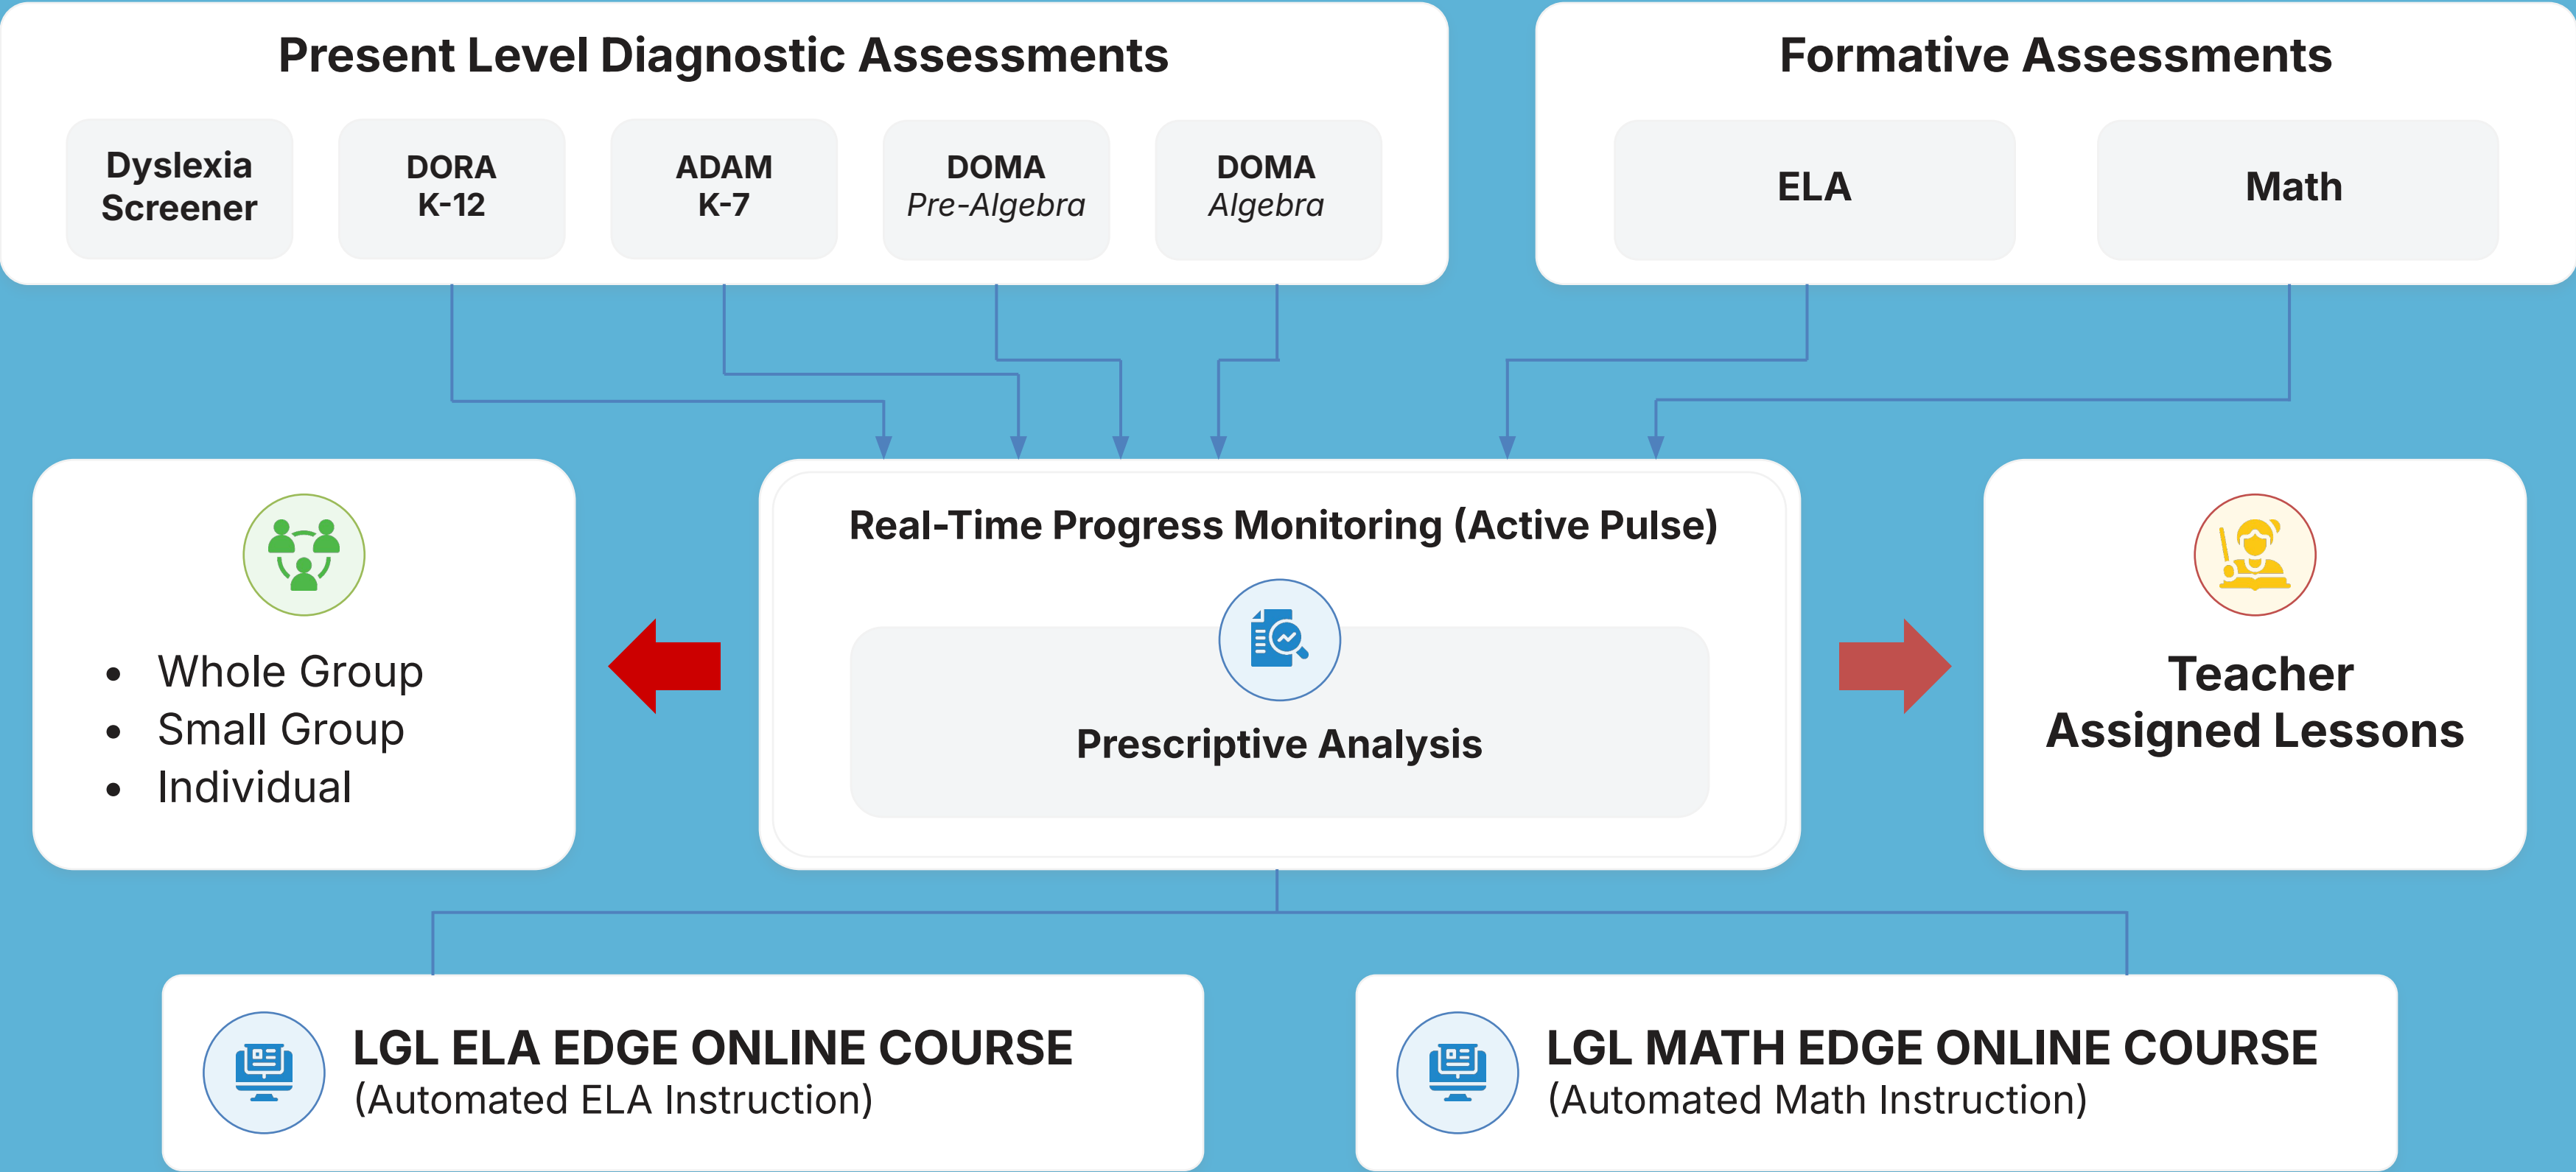 Present Level Diagnostic Assessments
Dyslexia
Screener
DORA
K-12
ADAM
K-7
DOMA
Pre-Algebra
DOMA
Algebra
Formative Assessments
ELA
Math
• Whole Group
• Small Group
• Individual
Real-Time Progress Monitoring (Active Pulse)
Prescriptive Analysis
Teacher
Assigned Lessons
LGL ELA EDGE ONLINE COURSE
(Automated ELA Instruction)
LGL MATH EDGE ONLINE COURSE
(Automated Math Instruction)